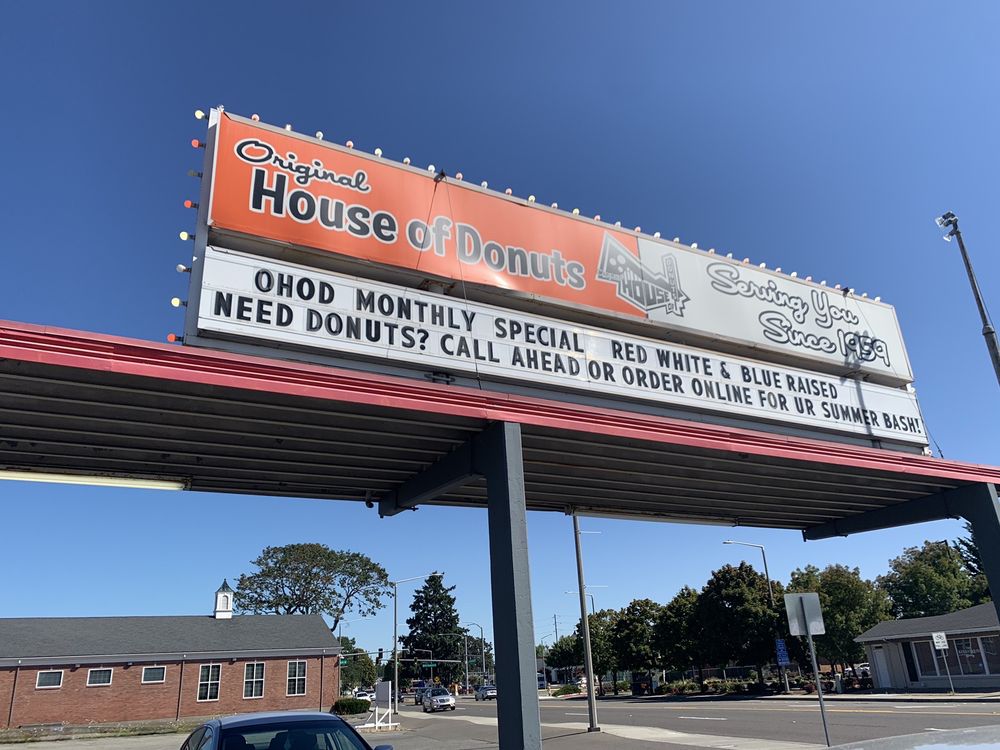 Original
House of Donuts
HOUSE
Serving You
Since 1959
OHOD MONTHLY SPECIAL RED WHITE & BLUE RAISED
NEED DONUTS? CALL AHEAD OR ORDER ONLINE FOR UR SUMMER BASH!